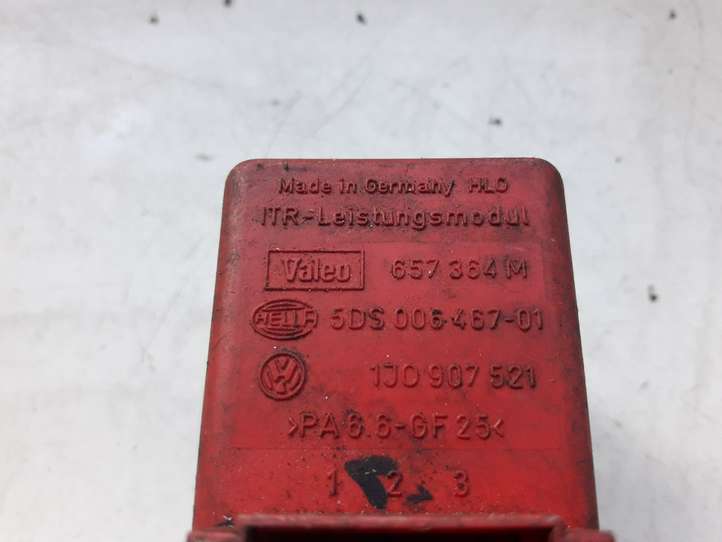 Made in Germany HLO
ITR-Leistungsmodul
Valeo 657 364 M
HELLA 5DS 006 467-01
VW 1J0 907 521
>PA 6.6-GF 25<
1 2 3